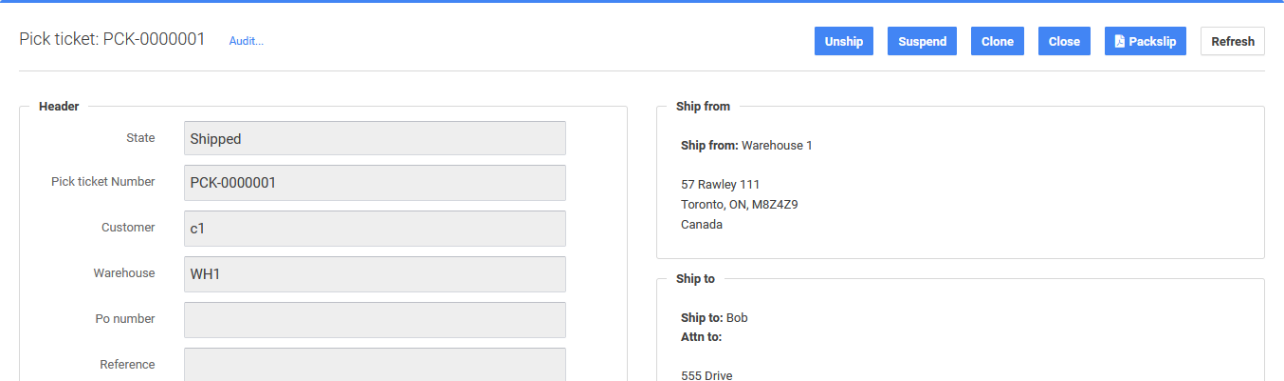 Pick ticket: PCK-0000001 Audit... Unship Suspend Clone Close Packslip Refresh
Header
State Shipped
Pick ticket Number PCK-0000001
Customer c1
Warehouse WH1
Po number
Reference
Ship from
Ship from: Warehouse 1
57 Rawley 111
Toronto, ON, M8Z4Z9
Canada
Ship to
Ship to: Bob
Attn to:
555 Drive